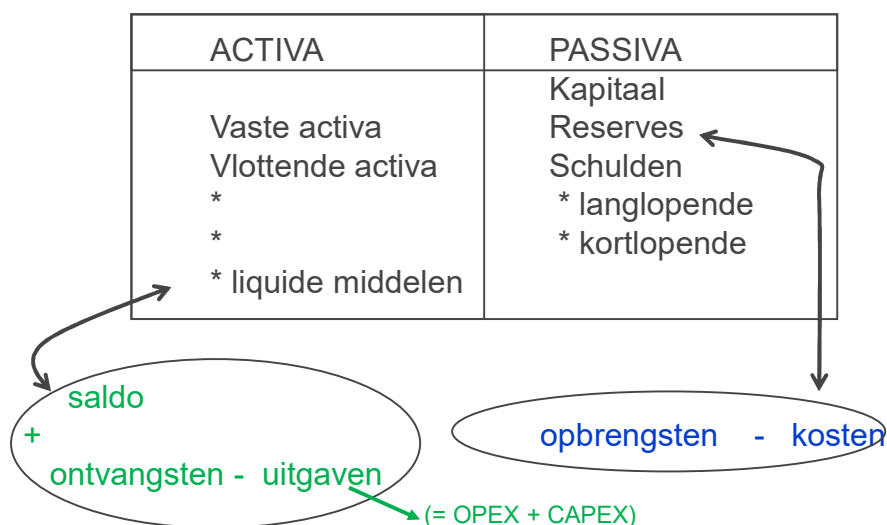 ACTIVA
Vaste activa
Vlottende activa
*
*
* liquide middelen
PASSIVA
Kapitaal
Reserves
Schulden
* langlopende
* kortlopende
saldo
+
ontvangsten - uitgaven
(= OPEX + CAPEX)
opbrengsten - kosten